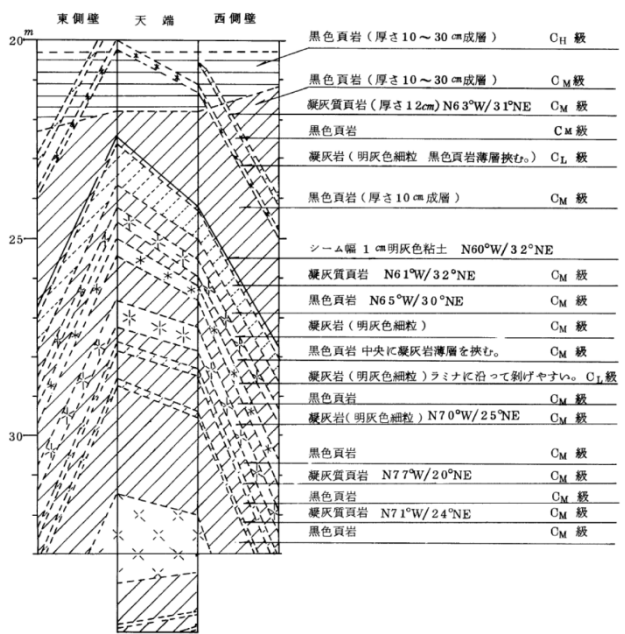 東側壁 天端 西側壁
20m
25
30
黒色頁岩(厚さ10～30㎝成層) CH 級
黒色頁岩(厚さ10～30㎝成層) CM 級
凝灰質頁岩(厚さ12cm)N63°W/31°NE CM 級
黒色頁岩 CM 級
凝灰岩(明灰色細粒 黒色頁岩薄層挟む。) CL 級
黒色頁岩(厚さ10㎝成層) CM 級
シーム幅 1㎝明灰色粘土 N60°W/32°NE
凝灰質頁岩 N61°W/32°NE CM 級
黒色頁岩 N65°W/30°NE CM 級
凝灰岩(明灰色細粒) CM 級
黒色頁岩 中央に凝灰岩薄層を挟む。 CM 級
凝灰岩(明灰色細粒)ラミナに沿って剥げやすい。 CL級
黒色頁岩 CM 級
凝灰岩(明灰色細粒) N70°W/25°NE CM 級
黒色頁岩 CM 級
凝灰質頁岩 N77°W/20°NE CM 級
黒色頁岩 CM 級
凝灰質頁岩 N71°W/24°NE CM 級
黒色頁岩 CM 級